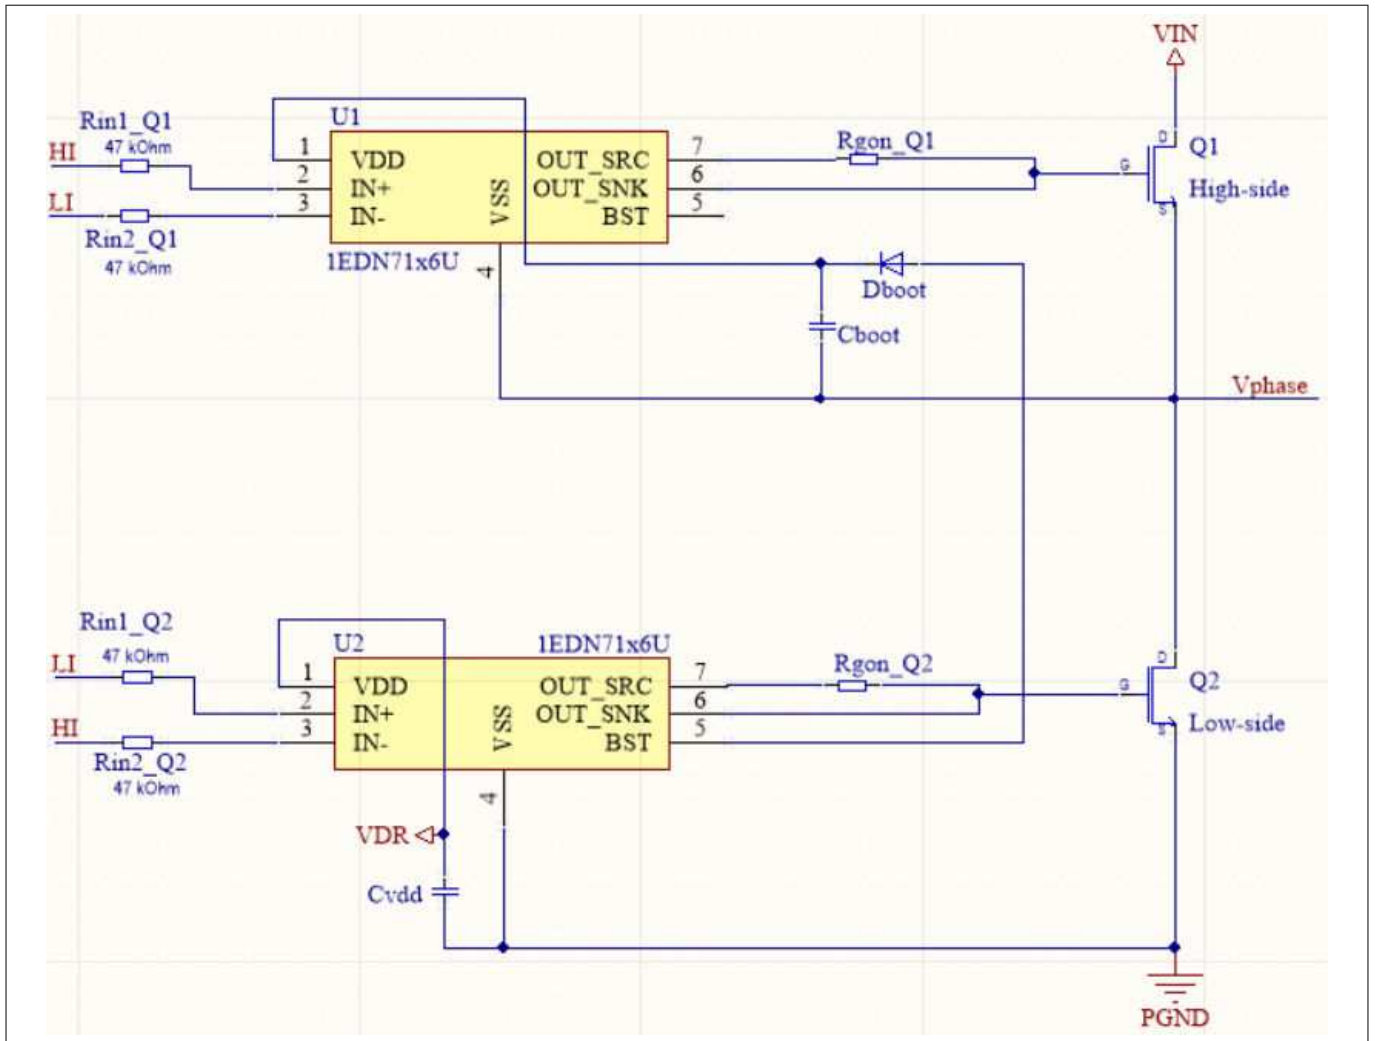 VIN
Rin1_Q1
47 kOhm
HI
LI
Rin2_Q1
47 kOhm
U1
1
2
3
VDD
IN+
IN-
VSS
OUT_SRC
OUT_SNK
BST
7
6
5
4
1EDN71x6U
Rgon_Q1
D
G
S
Q1
High-side
Dboot
Cboot
Vphase
Rin1_Q2
47 kOhm
LI
HI
Rin2_Q2
47 kOhm
U2
1EDN71x6U
1
2
3
VDD
IN+
IN-
VSS
OUT_SRC
OUT_SNK
BST
7
6
5
4
Rgon_Q2
D
G
S
Q2
Low-side
VDR
Cvdd
PGND